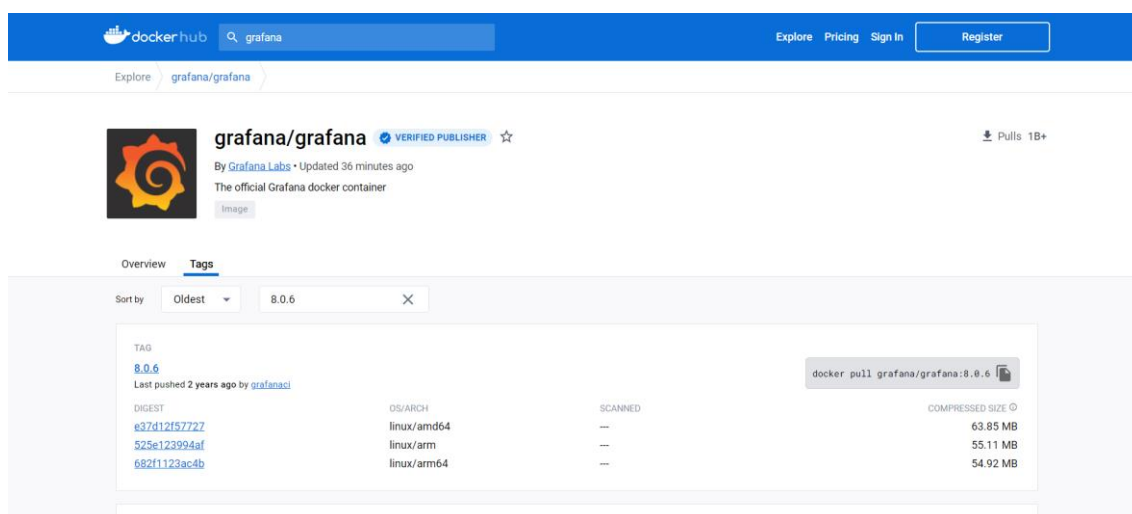 dockerhub grafana Explore Pricing Sign In Register
Explore grafana/grafana
grafana/grafana VERIFIED PUBLISHER Pulls 1B+
By Grafana Labs • Updated 36 minutes ago
The official Grafana docker container
Image
Overview Tags
Sort by Oldest 8.0.6
TAG
8.0.6
docker pull grafana/grafana:8.0.6
Last pushed 2 years ago by grafanaci
DIGEST OS/ARCH SCANNED COMPRESSED SIZE
e37d12f57727 linux/amd64 --- 63.85 MB
525e123994af linux/arm --- 55.11 MB
682f1123ac4b linux/arm64 --- 54.92 MB